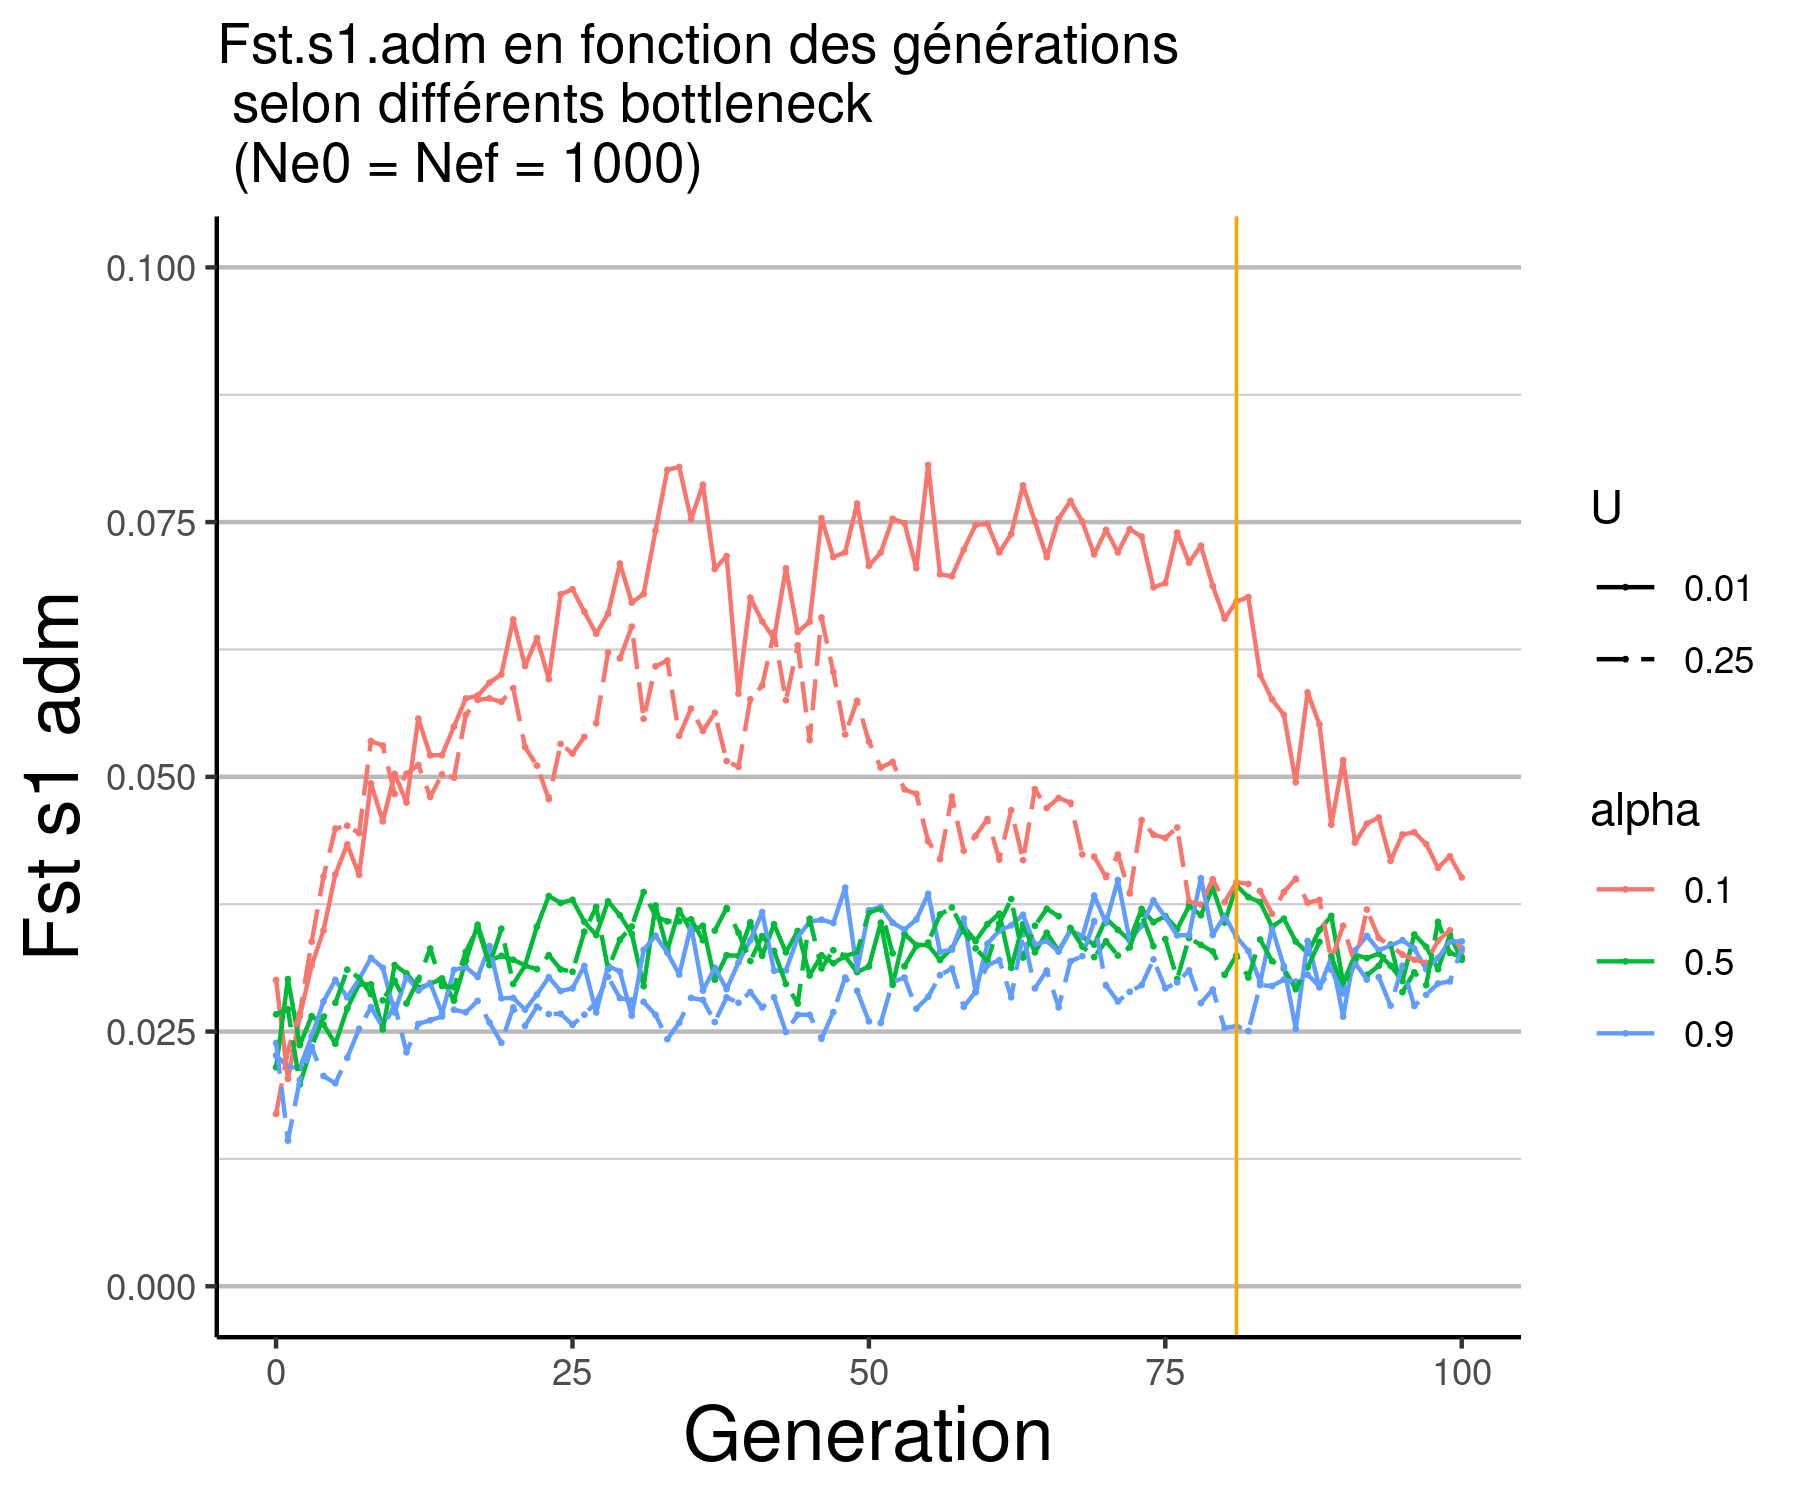 Fst.s1.adm en fonction des générations
selon différents bottleneck
(Ne0 = Nef = 1000)
Fst s1 adm
0.100
0.075
0.050
0.025
0.000
0 25 50 75 100
Generation
U
0.01
0.25
alpha
0.1
0.5
0.9